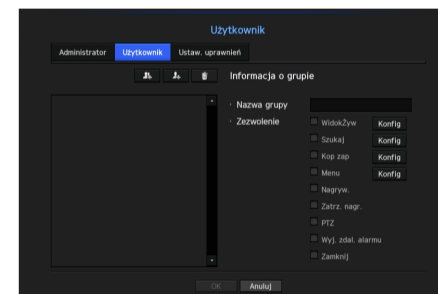 Użytkownik
Administrator Użytkownik Ustaw. uprawnień
Informacja o grupie
· Nazwa grupy
· Zezwolenie
WidokŻyw Konfig
Szukaj Konfig
Kop zap Konfig
Menu Konfig
Nagryw.
Zatrz. nagr.
PTZ
Wyj. zdal. alarmu
Zamknij
OK Anuluj